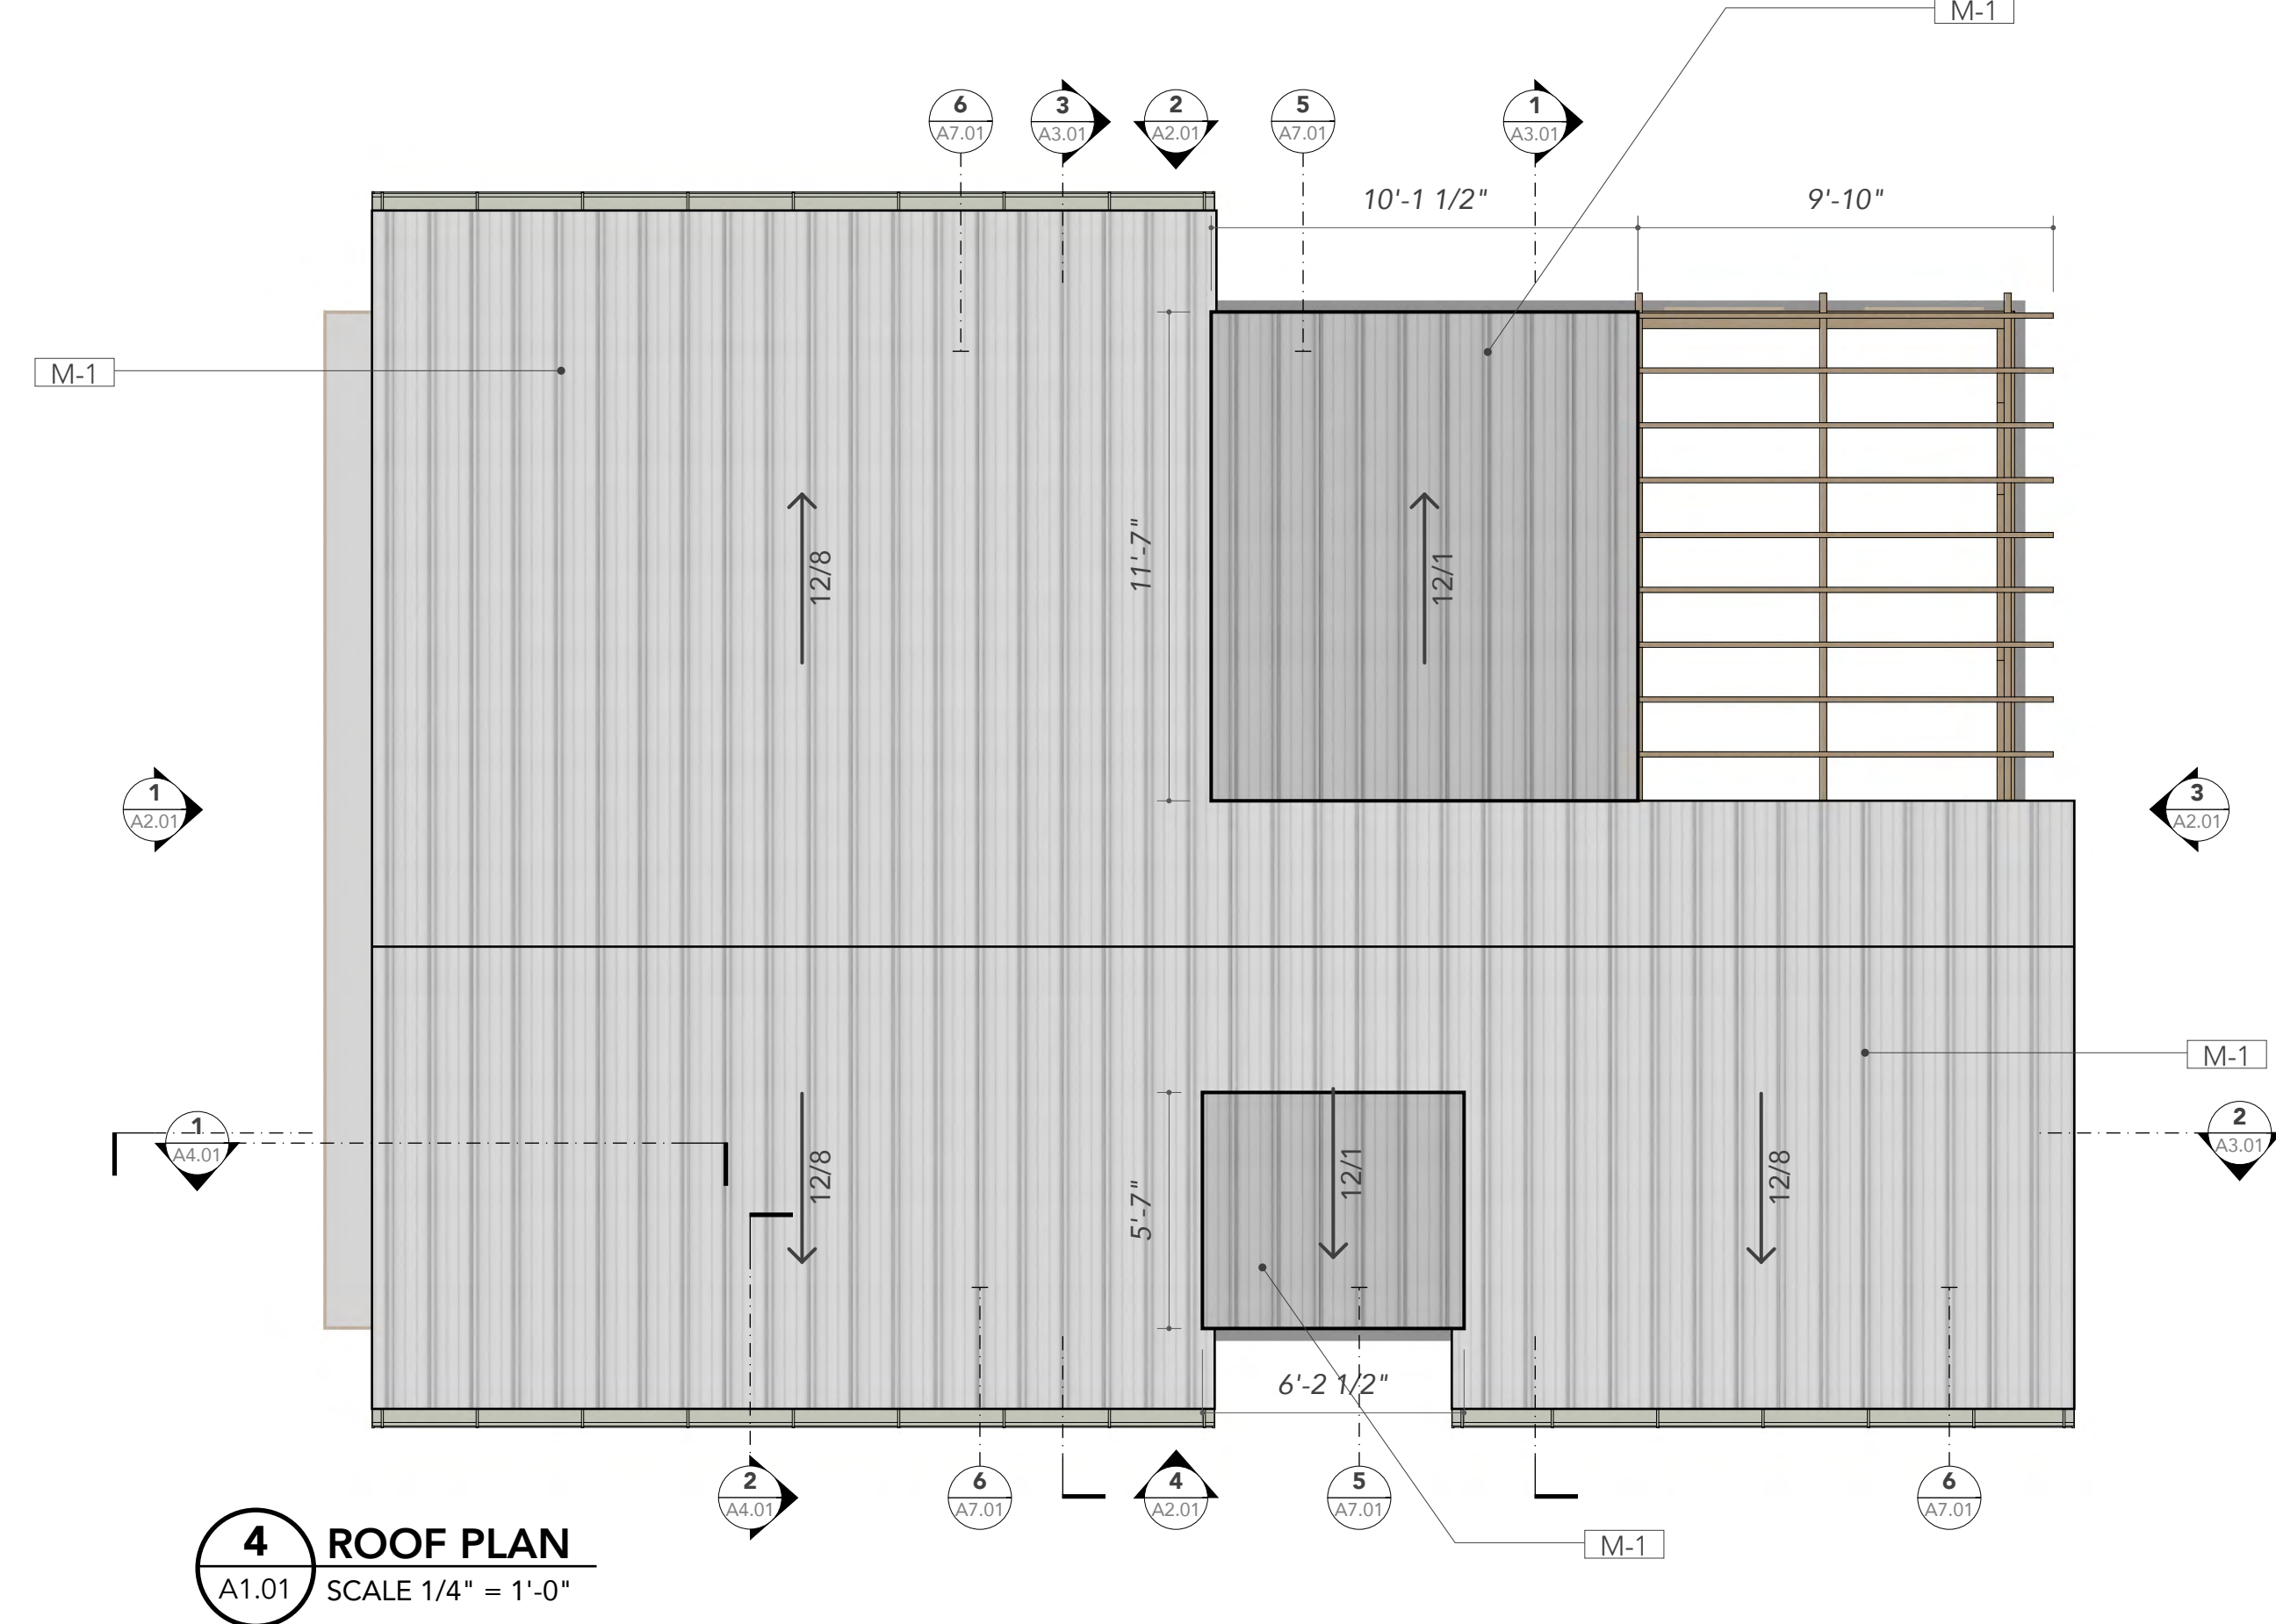 M-1
6
A7.01
3
A3.01
2
A2.01
5
A7.01
1
A3.01
10'-1 1/2"
9'-10"
M-1
12/8
11'-7"
12/1
1
A2.01
3
A2.01
M-1
1
A4.01
2
A3.01
12/8
5'-7"
12/1
12/8
6'-2 1/2"
2
A4.01
6
A7.01
4
A2.01
5
A7.01
6
A7.01
M-1
4
A1.01
ROOF PLAN
SCALE 1/4" = 1'-0"